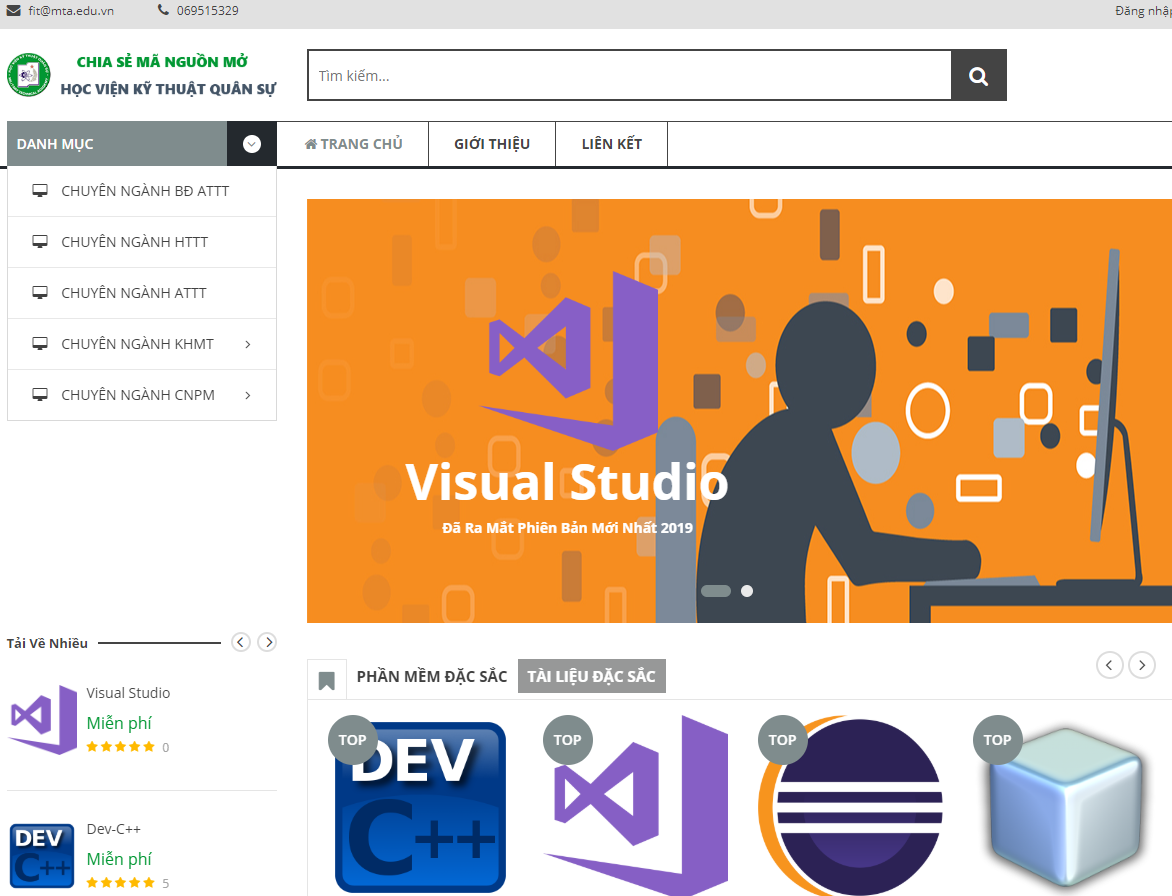 fit@mta.edu.vn
069515329
Đăng nhập
CHIA SẺ MÃ NGUỒN MỞ
HỌC VIỆN KỸ THUẬT QUÂN SỰ
Tìm kiếm...
DANH MỤC
TRANG CHỦ
GIỚI THIỆU
LIÊN KẾT
CHUYÊN NGÀNH BĐ ATTT
CHUYÊN NGÀNH HTTT
CHUYÊN NGÀNH ATTT
CHUYÊN NGÀNH KHMT
CHUYÊN NGÀNH CNPM
Visual Studio
Đã Ra Mắt Phiên Bản Mới Nhất 2019
Tải Về Nhiều
Visual Studio
Miễn phí
0
DEV
C++
Dev-C++
Miễn phí
5
PHẦN MỀM ĐẶC SẮC
TÀI LIỆU ĐẶC SẮC
TOP
DEV
C++
TOP
TOP
TOP